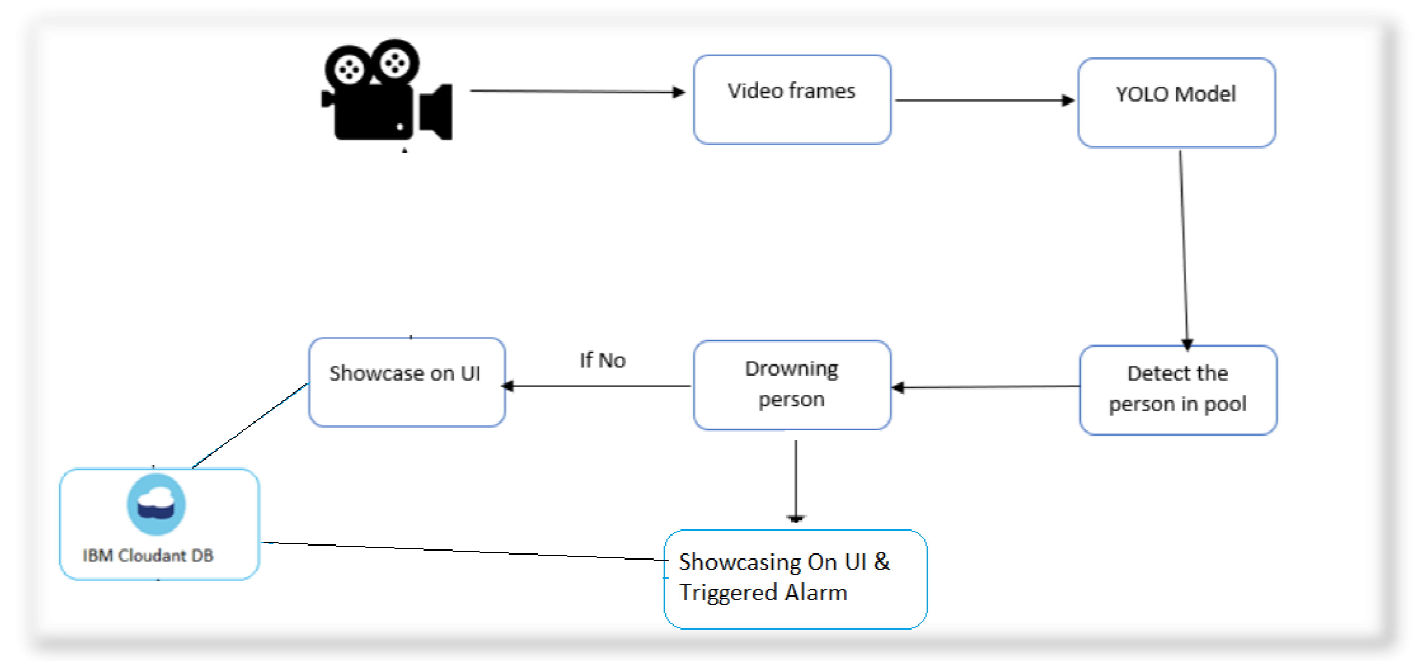 Video frames
YOLO Model
Showcase on UI
If No
Drowning
person
Detect the
person in pool
IBM Cloudant DB
Showcasing On UI &
Triggered Alarm